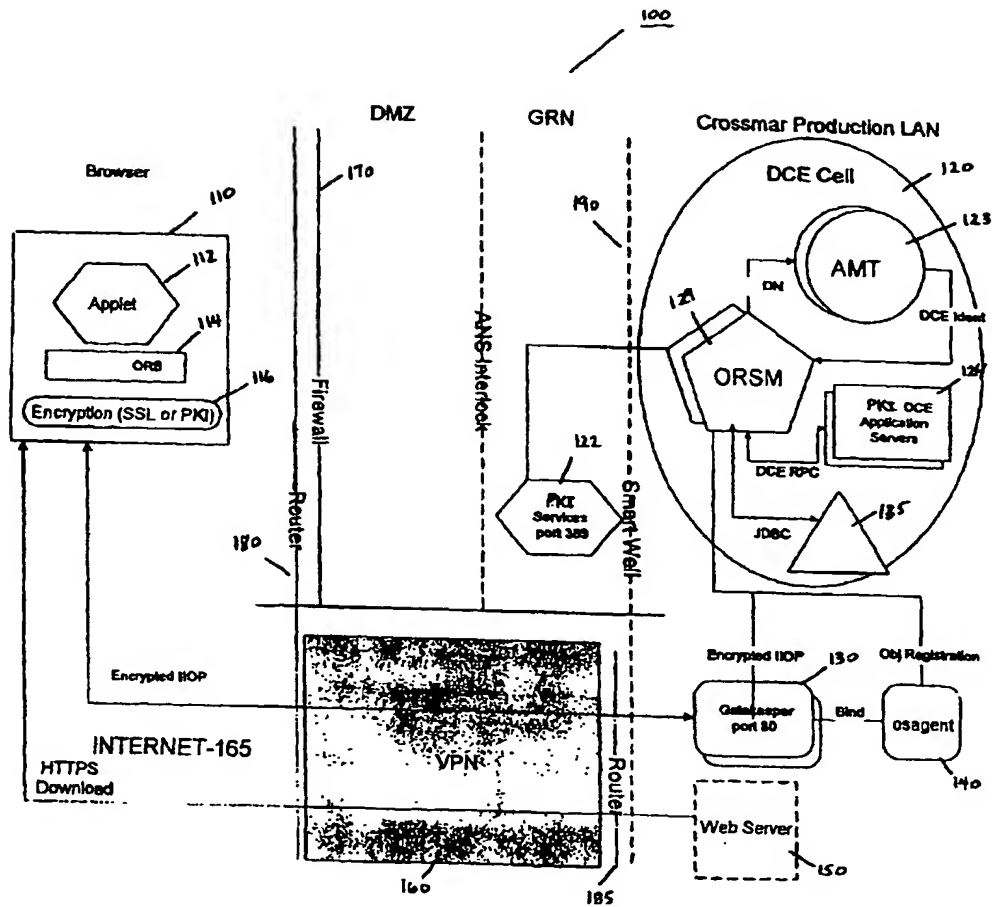 100
DMZ
GRN
Crossmar Production LAN
DCE Cell
120
Browser
110
112
Applet
114
ORB
116
Encryption (SSL or PKI)
170
Firewall
Router
180
ANS Interlock
190
Smart Wall
122
PKI
Services
port 389
129
ORSM
DN
AMT
123
DCE Ident
PKI DCE
Application
Servers
DCE RPC
JDBC
135
Encrypted IIOP
INTERNET-165
HTTPS
Download
VPN
160
Router
185
Encrypted IIOP
130
Gatekeeper
port 80
Bind
Obj Registration
osagent
140
Web Server
150